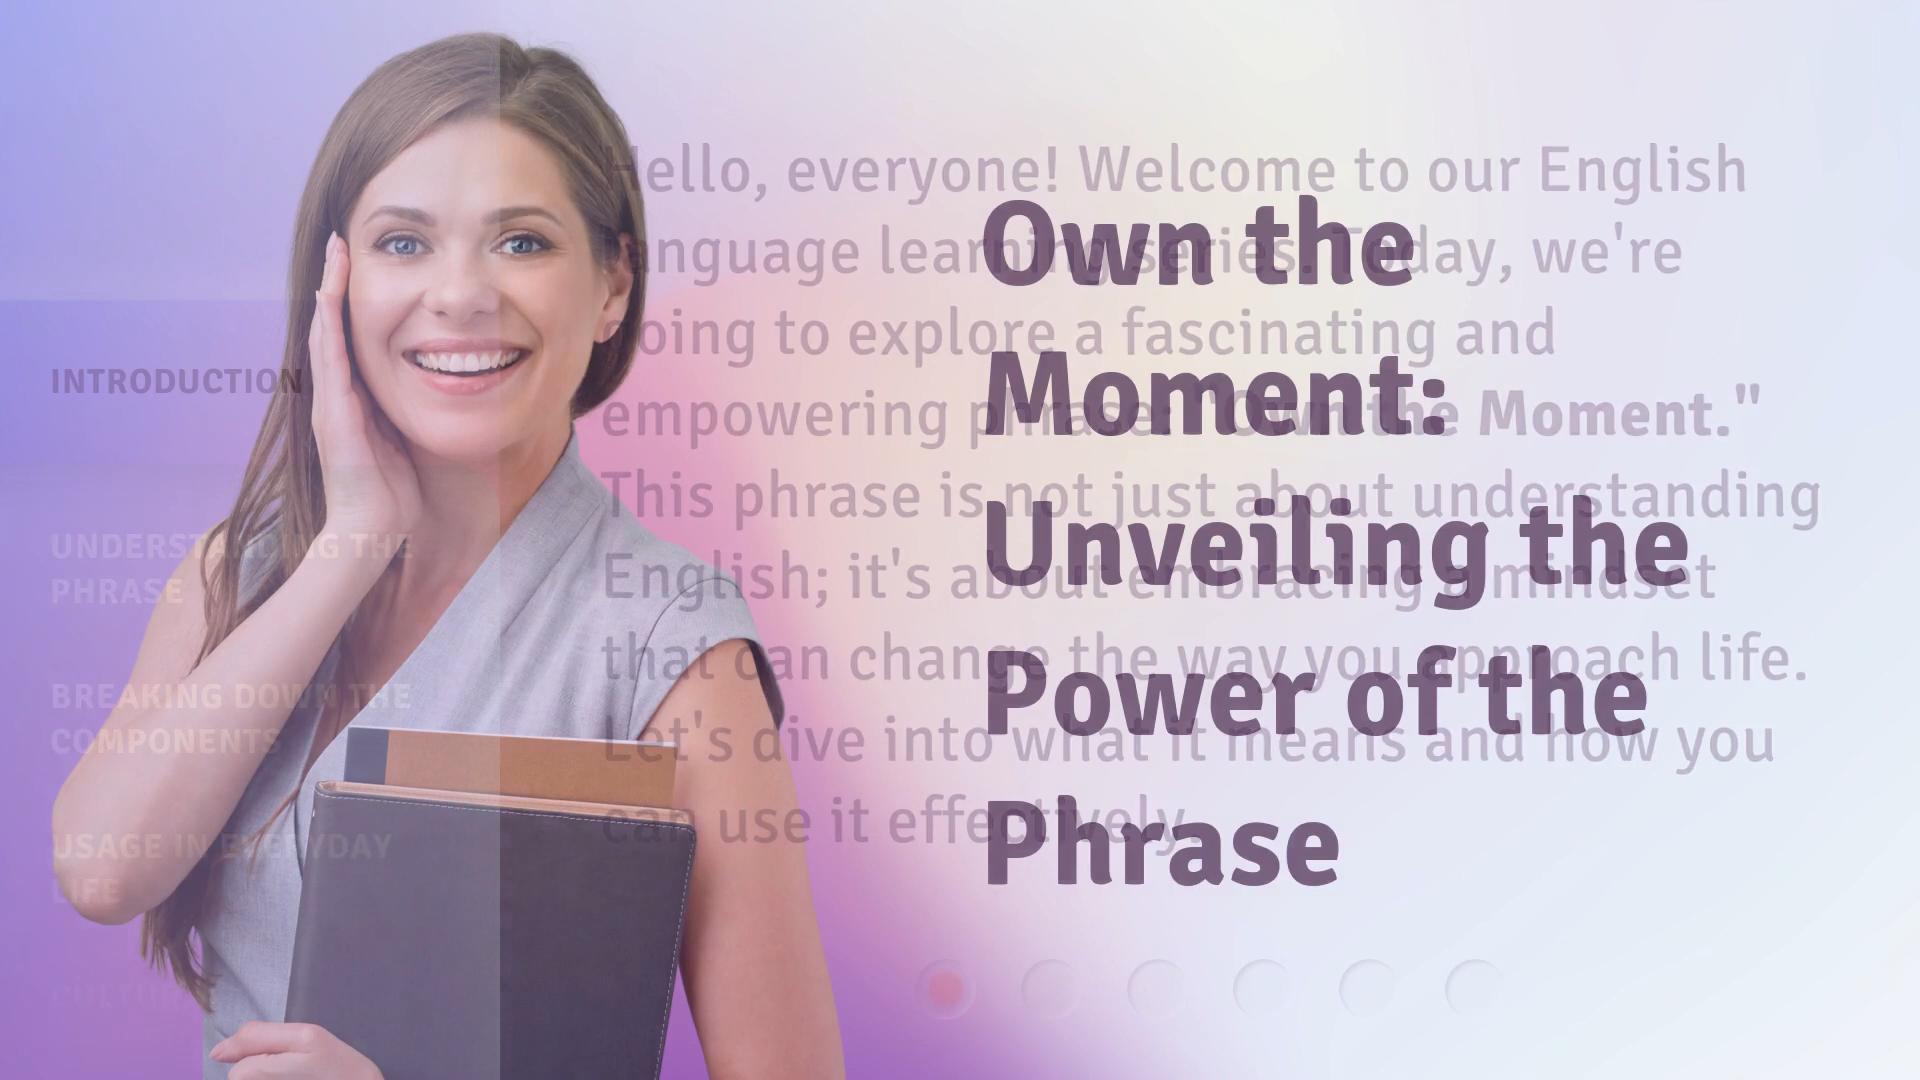 Own the
Moment:
Unveiling the
Power of the
Phrase
Hello, everyone! Welcome to our English
language learning series. Today, we're
going to explore a fascinating and
empowering phrase: "Own the Moment."
This phrase is not just about understanding
English; it's about embracing a mindset
that can change the way you approach life.
Let's dive into what it means and how you
can use it effectively.
INTRODUCTION
UNDERSTANDING THE
PHRASE
BREAKING DOWN THE
COMPONENTS
USAGE IN EVERYDAY
LIFE